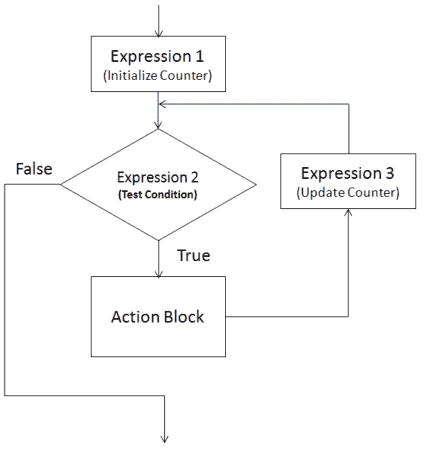 Expression 1
(Initialize Counter)
False
Expression 2
(Test Condition)
Expression 3
(Update Counter)
True
Action Block